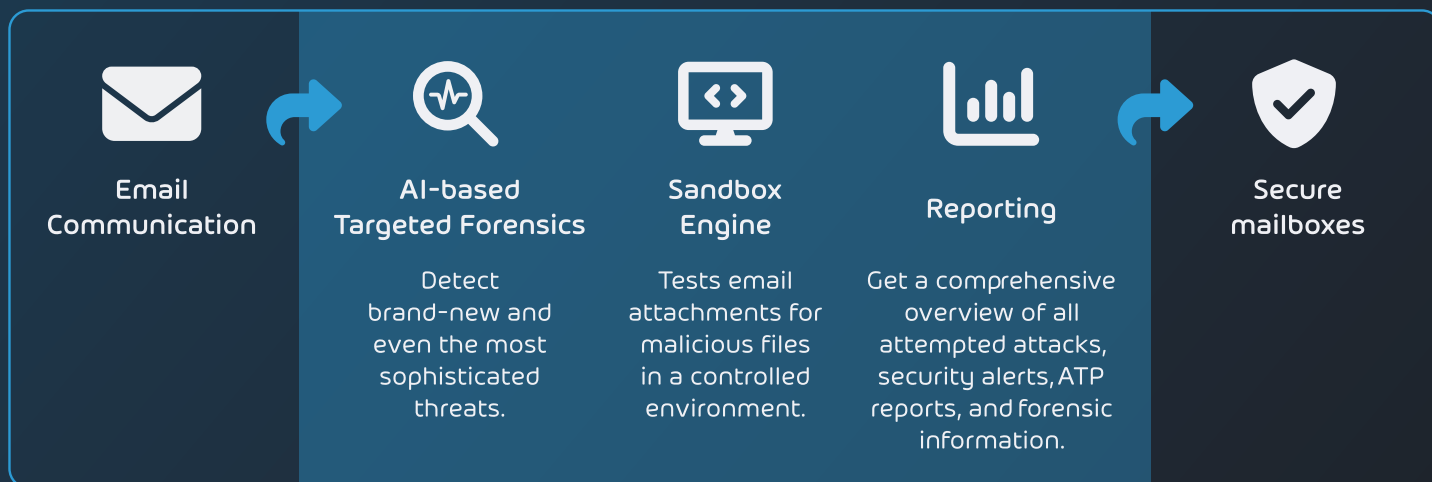 Email
Communication
AI-based
Targeted Forensics
Detect
brand-new and
even the most
sophisticated
threats.
Sandbox
Engine
Tests email
attachments for
malicious files
in a controlled
environment.
Reporting
Get a comprehensive
overview of all
attempted attacks,
security alerts, ATP
reports, and forensic
information.
Secure
mailboxes